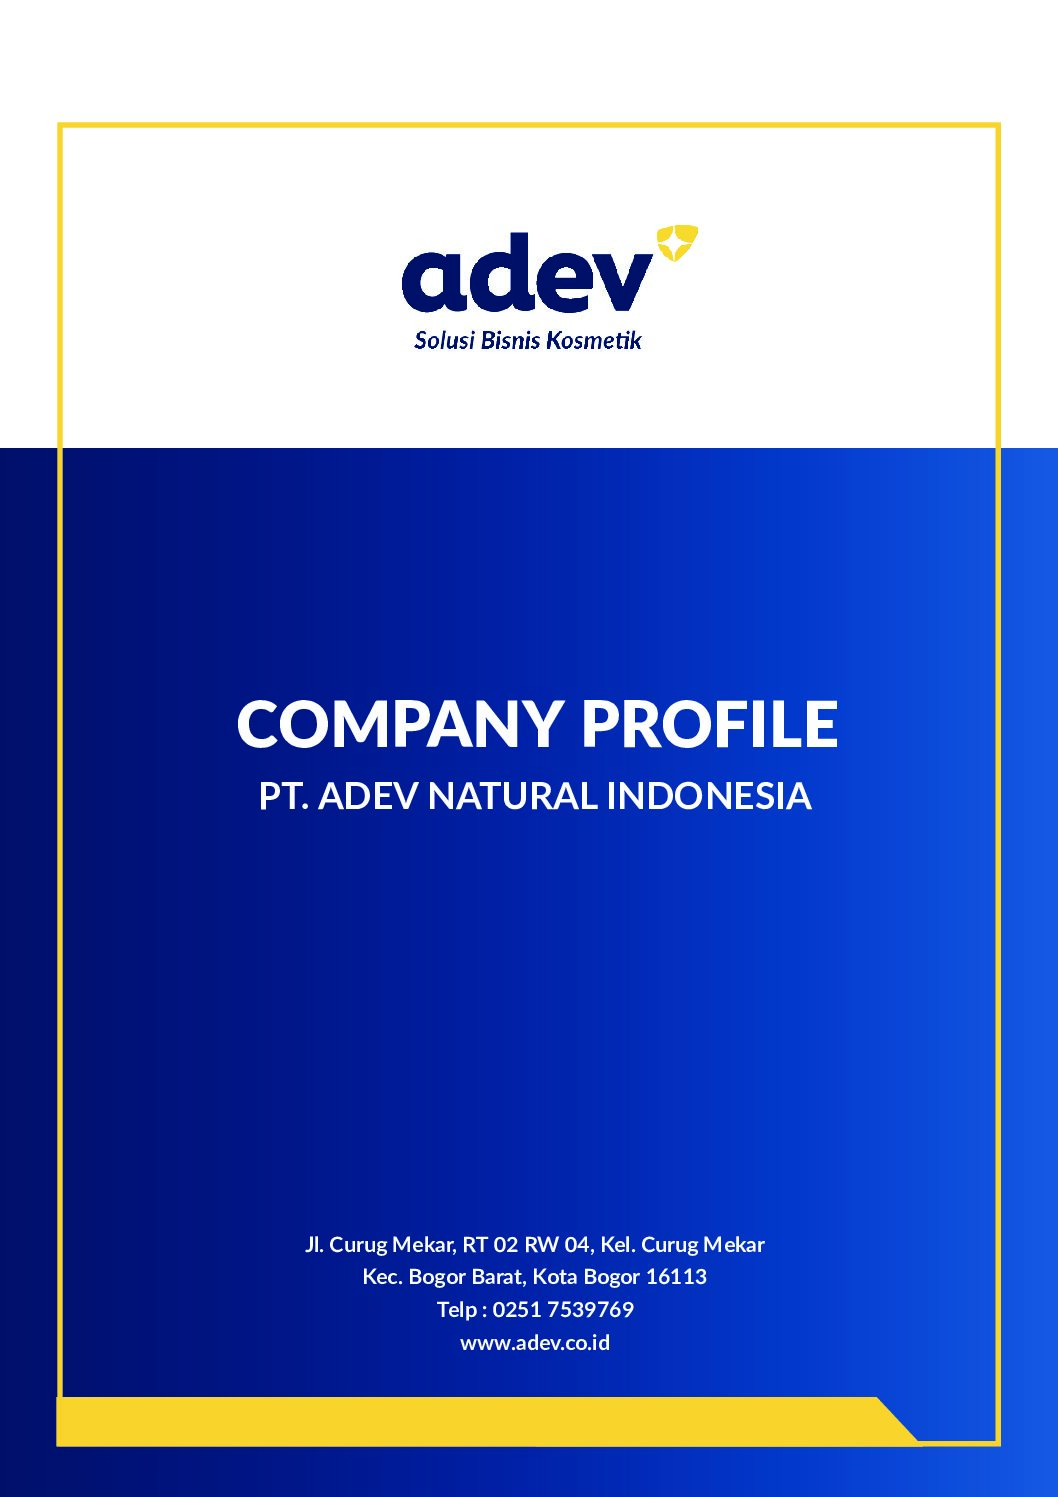 adev
Solusi Bisnis Kosmetik
COMPANY PROFILE
PT. ADEV NATURAL INDONESIA
Jl. Curug Mekar, RT 02 RW 04, Kel. Curug Mekar
Kec. Bogor Barat, Kota Bogor 16113
Telp : 0251 7539769
www.adev.co.id